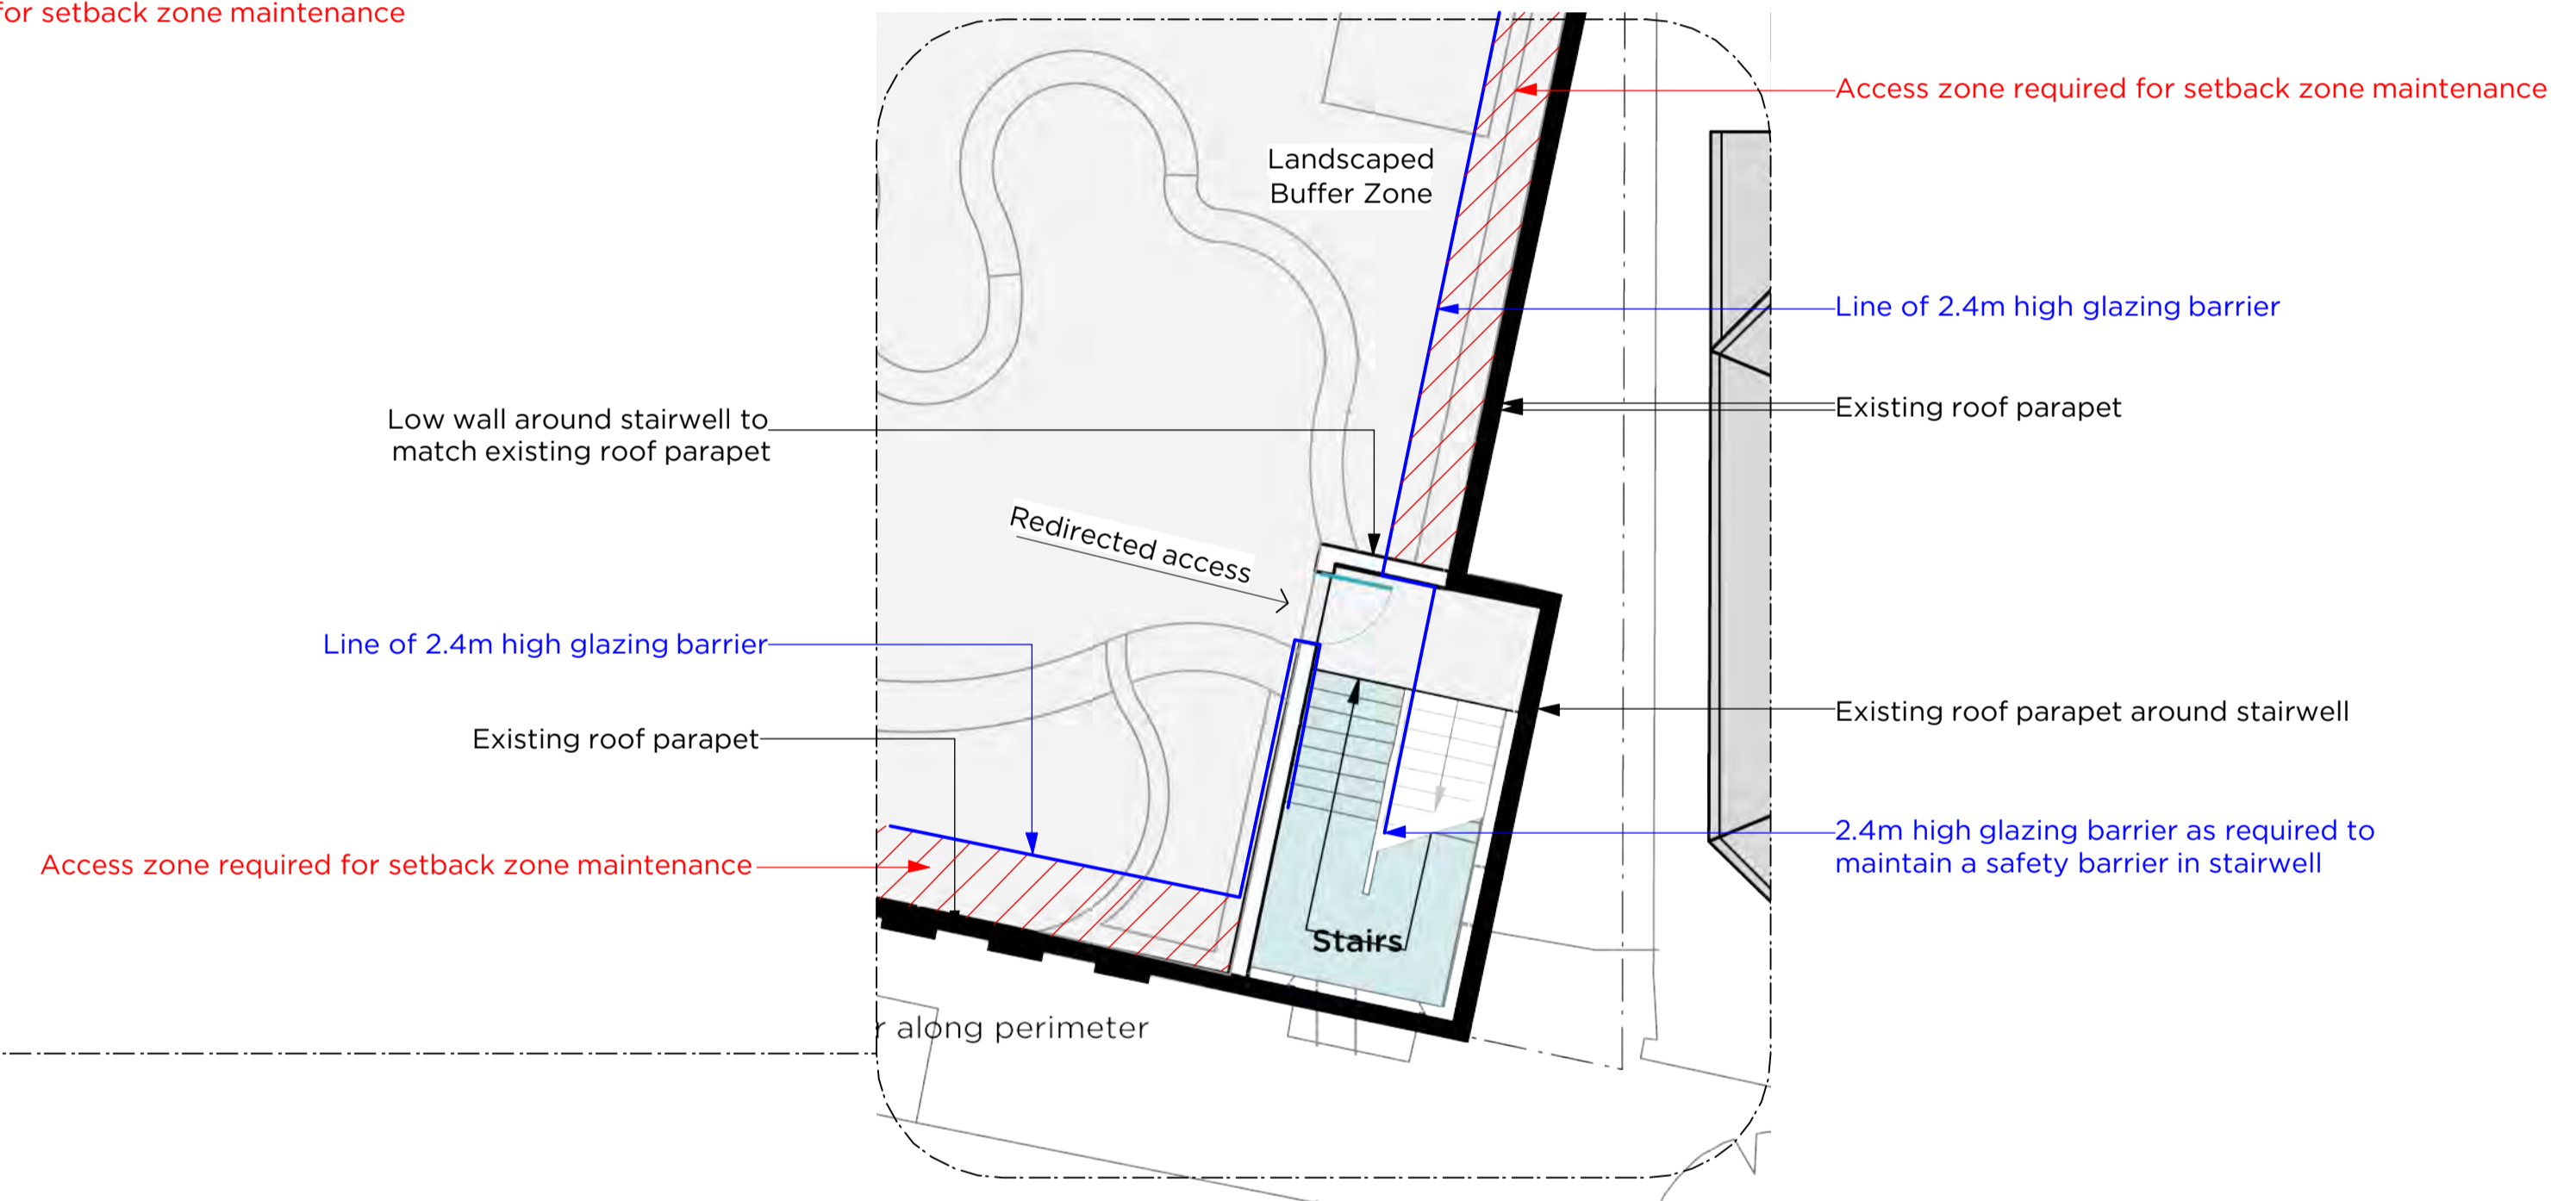 for setback zone maintenance
Access zone required for setback zone maintenance
Landscaped
Buffer Zone
Line of 2.4m high glazing barrier
Existing roof parapet
Low wall around stairwell to
match existing roof parapet
Redirected access
Line of 2.4m high glazing barrier
Existing roof parapet
Existing roof parapet around stairwell
2.4m high glazing barrier as required to
maintain a safety barrier in stairwell
Access zone required for setback zone maintenance
Stairs
r along perimeter